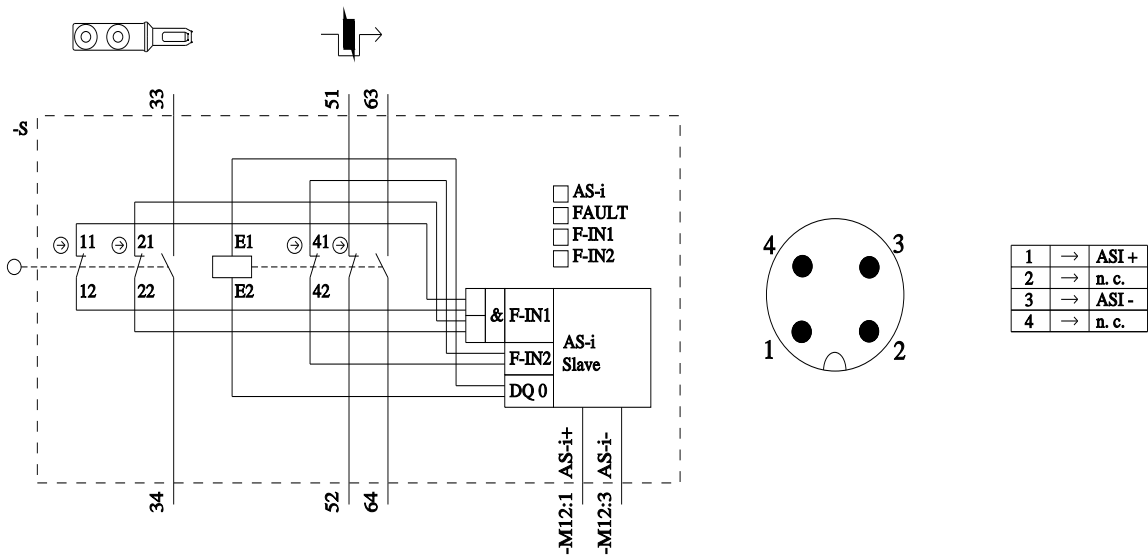 33 51 63
-S
AS-i
FAULT
F-IN1
F-IN2
11 21 E1 41
12 22 E2 42
& F-IN1
AS-i
Slave
F-IN2
DQ 0
34 52 64
-M12:1 AS-i+
-M12:3 AS-i-
4 3
1 2
1 → ASI +
2 → n. c.
3 → ASI -
4 → n. c.